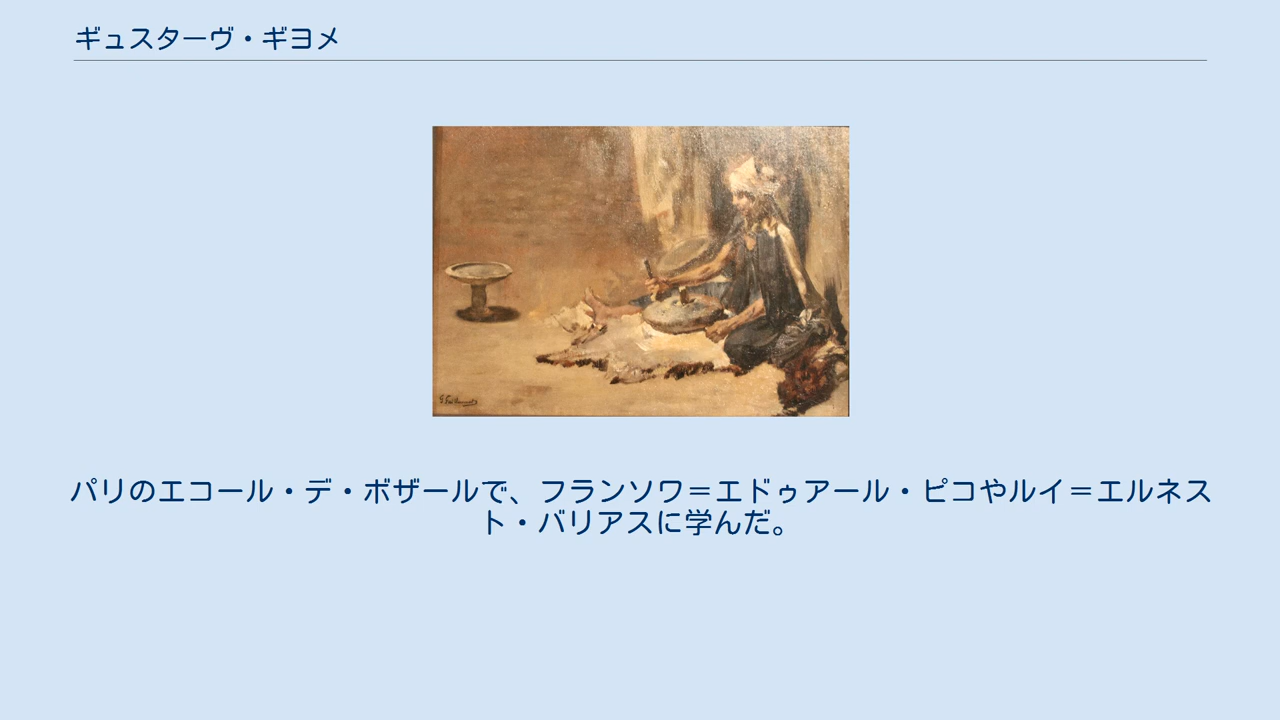 ギュスターヴ・ギヨメ
パリのエコール・デ・ボザールで、フランソワ＝エドゥアール・ピコやルイ＝エルネス
ト・バリアスに学んだ。